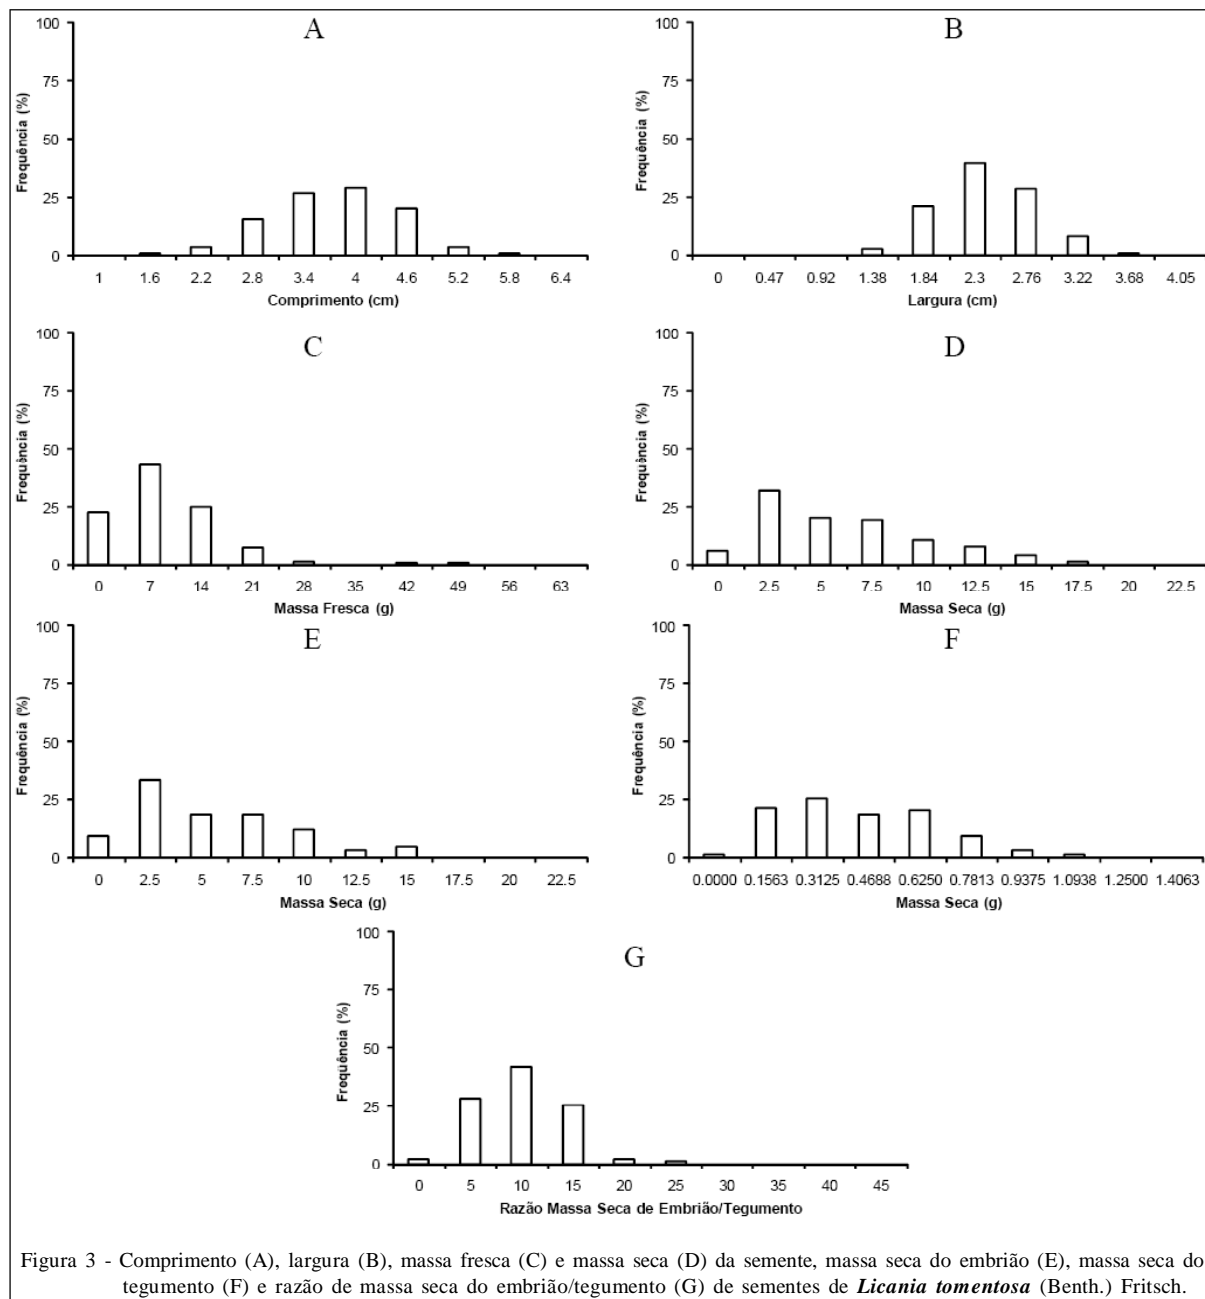 A
100
75
50
25
0
Frequência (%)
1 1.6 2.2 2.8 3.4 4 4.6 5.2 5.8 6.4
Comprimento (cm)
B
100
75
50
25
0
Frequência (%)
0 0.47 0.92 1.38 1.84 2.3 2.76 3.22 3.68 4.05
Largura (cm)
C
100
75
50
25
0
Frequência (%)
0 7 14 21 28 35 42 49 56 63
Massa Fresca (g)
D
100
75
50
25
0
Frequência (%)
0 2.5 5 7.5 10 12.5 15 17.5 20 22.5
Massa Seca (g)
E
100
75
50
25
0
Frequência (%)
0 2.5 5 7.5 10 12.5 15 17.5 20 22.5
Massa Seca (g)
F
100
75
50
25
0
Frequência (%)
0.0000 0.1563 0.3125 0.4688 0.6250 0.7813 0.9375 1.0938 1.2500 1.4063
Massa Seca (g)
G
100
75
50
25
0
Frequência (%)
0 5 10 15 20 25 30 35 40 45
Razão Massa Seca de Embrião/Tegumento
Figura 3 - Comprimento (A), largura (B), massa fresca (C) e massa seca (D) da semente, massa seca do embrião (E), massa seca do
tegumento (F) e razão de massa seca do embrião/tegumento (G) de sementes de Licania tomentosa (Benth.) Fritsch.